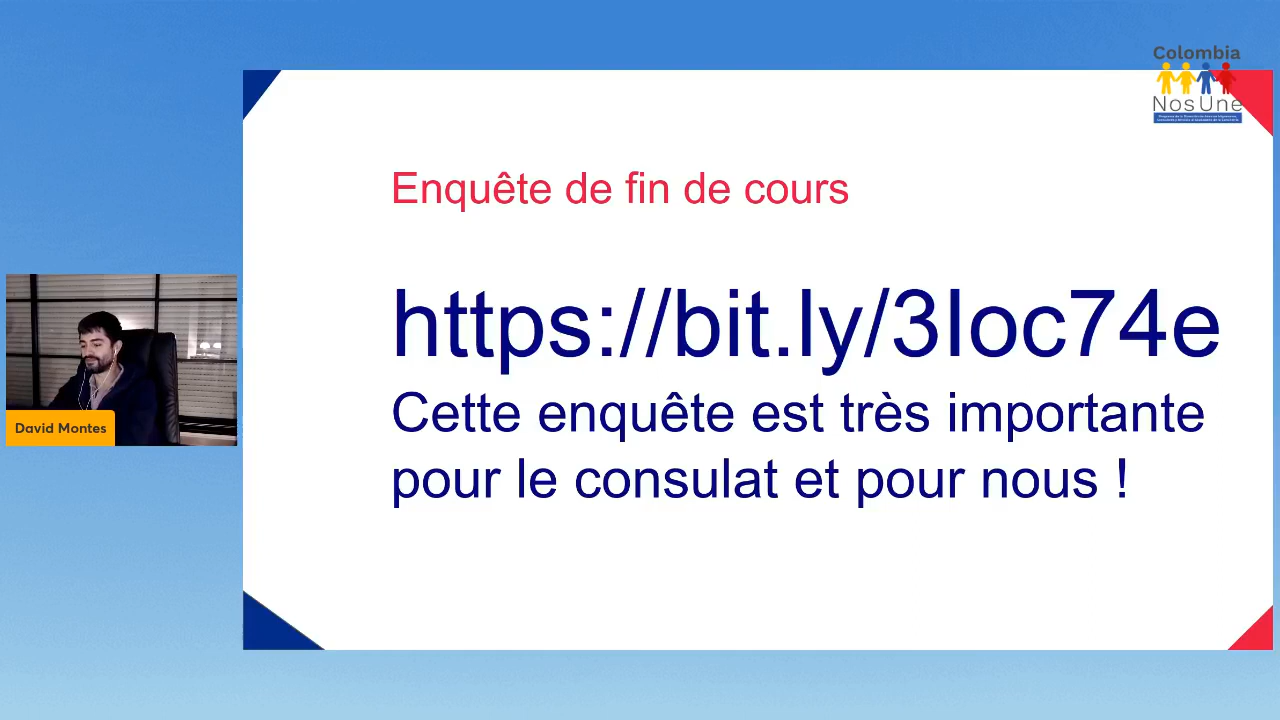 Colombia
NosUne
Enquête de fin de cours
https://bit.ly/3Ioc74e
Cette enquête est très importante
pour le consulat et pour nous !
David Montes